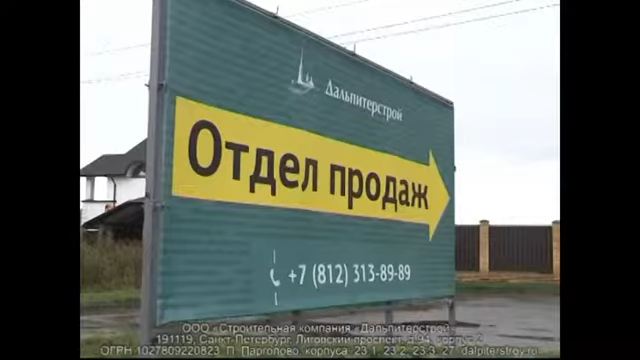 Дальпитерстрой
Отдел продаж
+7 (812) 313-89-89
ООО «Строительная компания «Дальпитерстрой»
191119, Санкт-Петербург, Лиговский проспект, д.94, корпус 2
ОГРН 1027809220823 П. Парголово, корпуса 23.1, 23.2, 23.3, 27. dalpiterstroy.ru